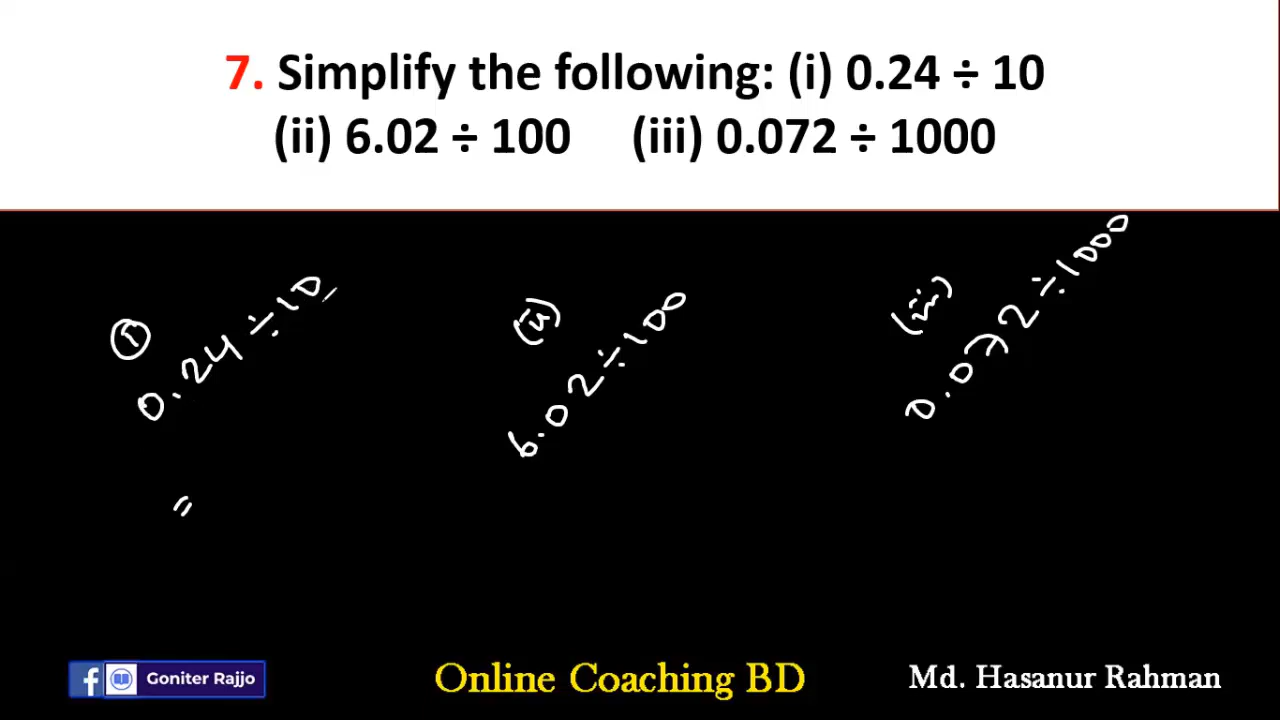 7. Simplify the following: (i) 0.24 ÷ 10
(ii) 6.02 ÷ 100 (iii) 0.072 ÷ 1000
(i)
0.24 ÷ 10
=
(ii)
6.02 ÷ 100
(iii)
0.072 ÷ 1000
f Goniter Rajjo
Online Coaching BD
Md. Hasanur Rahman